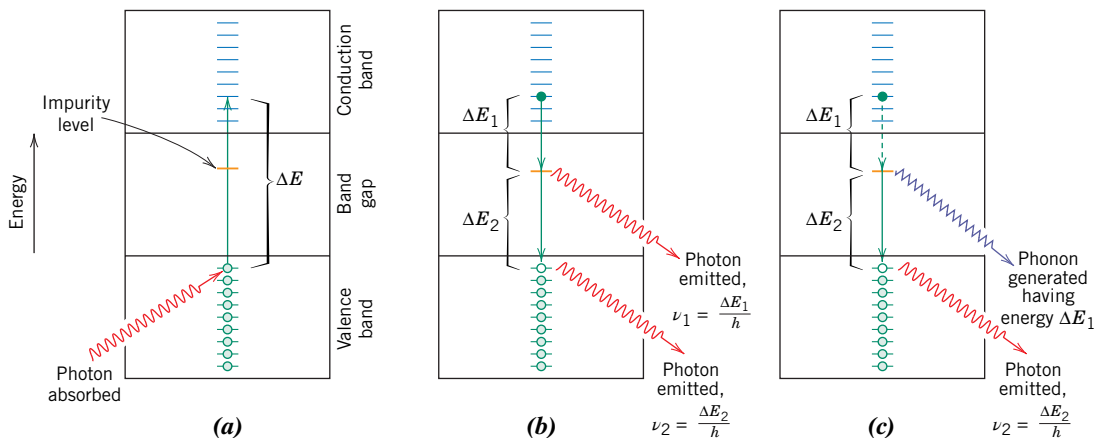 Energy
Impurity
level
ΔE
Conduction
band
Band
gap
Valence
band
Photon
absorbed
(a)
ΔE₁
ΔE₂
Photon
emitted,
ν₁ = ΔE₁/h
Photon
emitted,
ν₂ = ΔE₂/h
(b)
ΔE₁
ΔE₂
Phonon
generated
having
energy ΔE₁
Photon
emitted,
ν₂ = ΔE₂/h
(c)